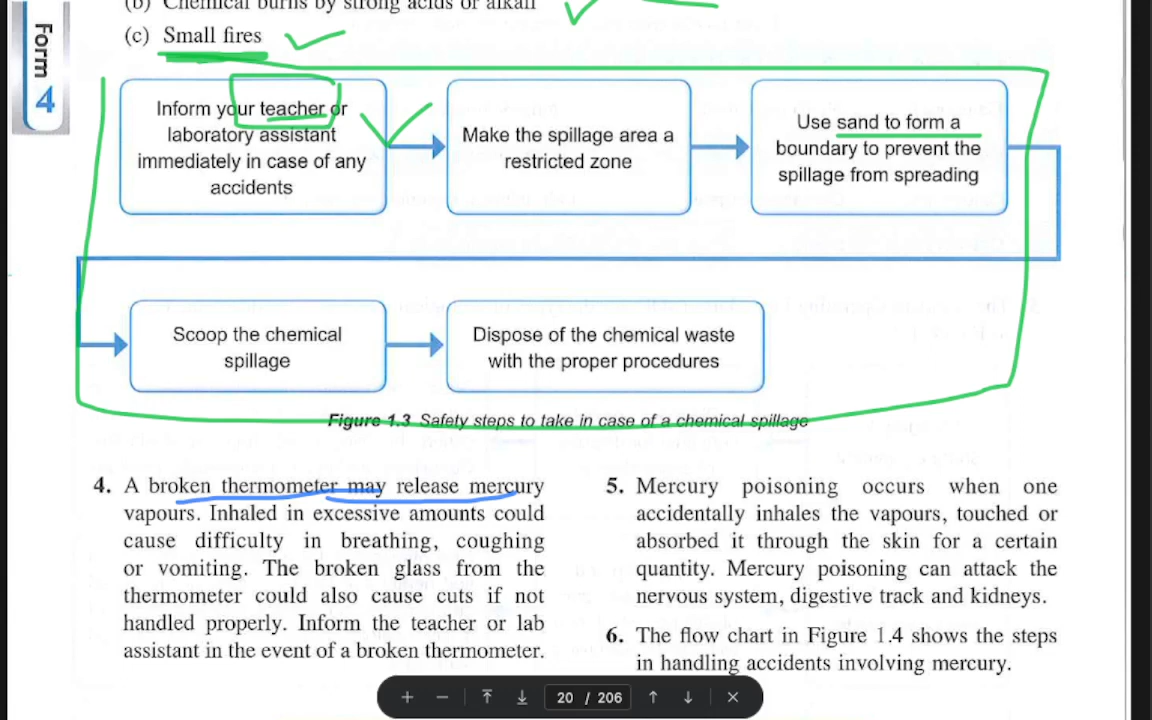 (b) Chemical burns by strong acids or alkali
(c) Small fires
Form 4
Inform your teacher or
laboratory assistant
immediately in case of any
accidents
Make the spillage area a
restricted zone
Use sand to form a
boundary to prevent the
spillage from spreading
Scoop the chemical
spillage
Dispose of the chemical waste
with the proper procedures
Figure 1.3 Safety steps to take in case of a chemical spillage
4. A broken thermometer may release mercury
vapours. Inhaled in excessive amounts could
cause difficulty in breathing, coughing
or vomiting. The broken glass from the
thermometer could also cause cuts if not
handled properly. Inform the teacher or lab
assistant in the event of a broken thermometer.
5. Mercury poisoning occurs when one
accidentally inhales the vapours, touched or
absorbed it through the skin for a certain
quantity. Mercury poisoning can attack the
nervous system, digestive track and kidneys.
6. The flow chart in Figure 1.4 shows the steps
in handling accidents involving mercury.
20 / 206